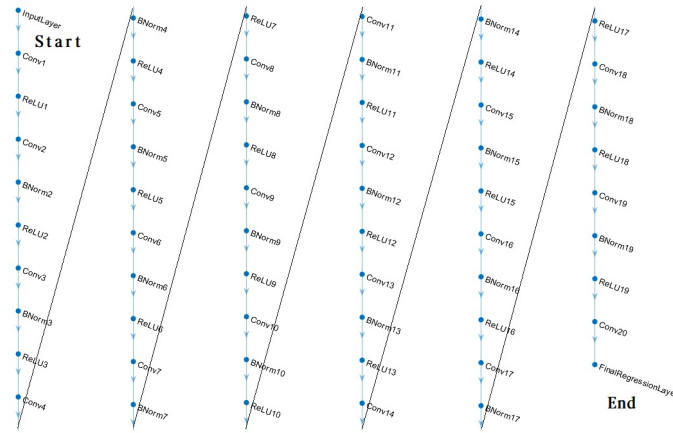 InputLayer
Start
Conv1
ReLU1
Conv2
BNorm2
ReLU2
Conv3
BNorm3
ReLU3
Conv4
BNorm4
ReLU4
Conv5
BNorm5
ReLU5
Conv6
BNorm6
ReLU6
Conv7
BNorm7
ReLU7
Conv8
BNorm8
ReLU8
Conv9
BNorm9
ReLU9
Conv10
BNorm10
ReLU10
Conv11
BNorm11
ReLU11
Conv12
BNorm12
ReLU12
Conv13
BNorm13
ReLU13
Conv14
BNorm14
ReLU14
Conv15
BNorm15
ReLU15
Conv16
BNorm16
ReLU16
Conv17
BNorm17
ReLU17
Conv18
BNorm18
ReLU18
Conv19
BNorm19
ReLU19
Conv20
FinalRegressionLaye
End